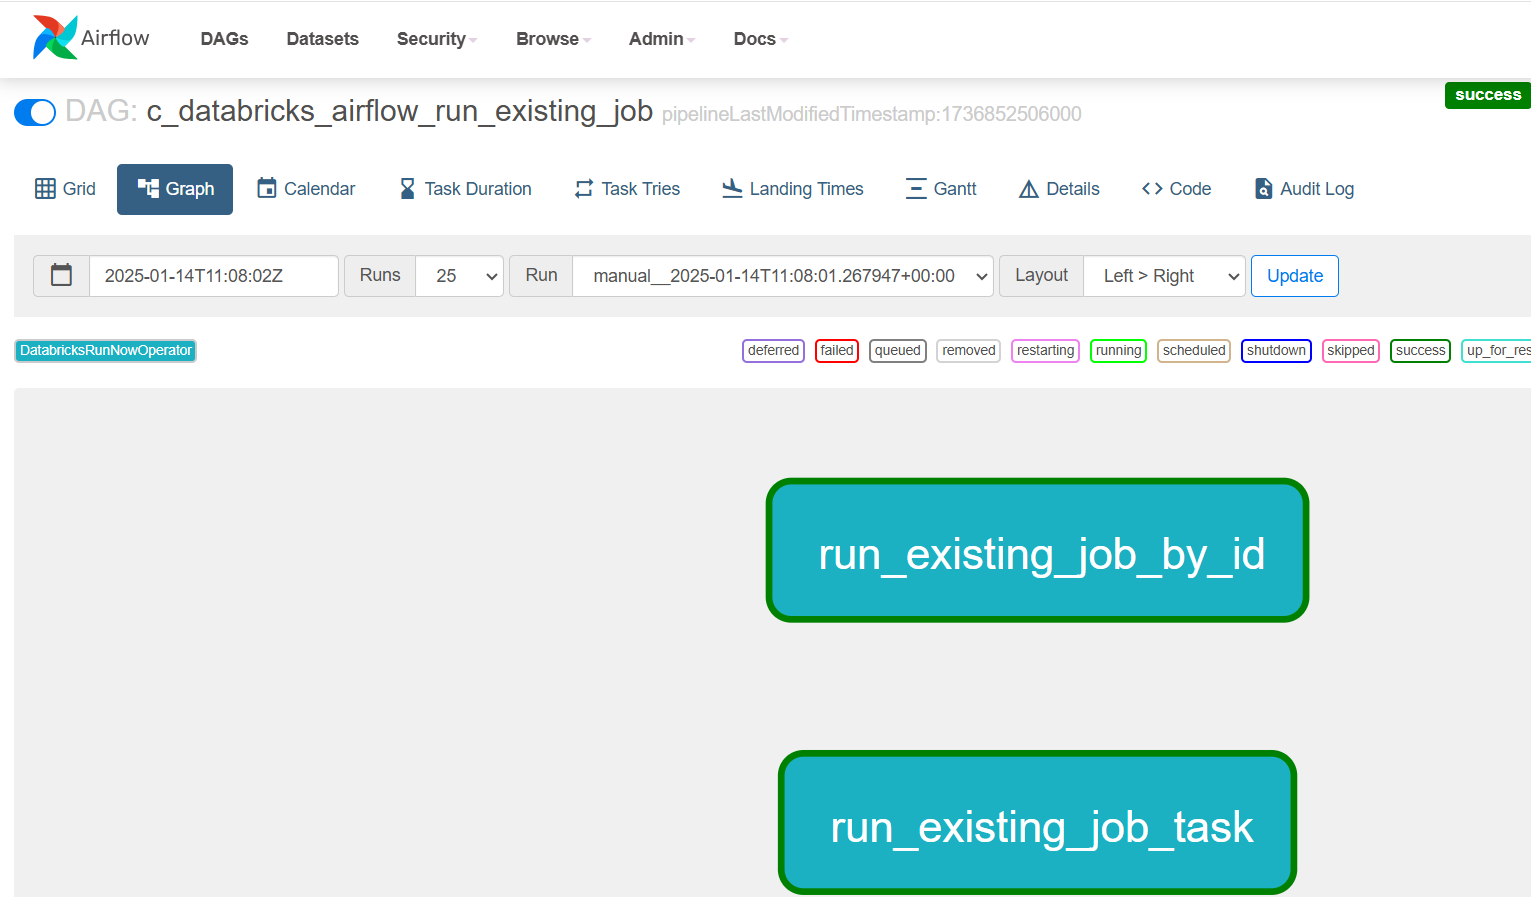 Airflow DAGs Datasets Security Browse Admin Docs
success
DAG: c_databricks_airflow_run_existing_job pipelineLastModifiedTimestamp:1736852506000
Grid Graph Calendar Task Duration Task Tries Landing Times Gantt Details Code Audit Log
2025-01-14T11:08:02Z Runs 25 Run manual__2025-01-14T11:08:01.267947+00:00 Layout Left > Right Update
DatabricksRunNowOperator deferred failed queued removed restarting running scheduled shutdown skipped success up_for_res
run_existing_job_by_id
run_existing_job_task